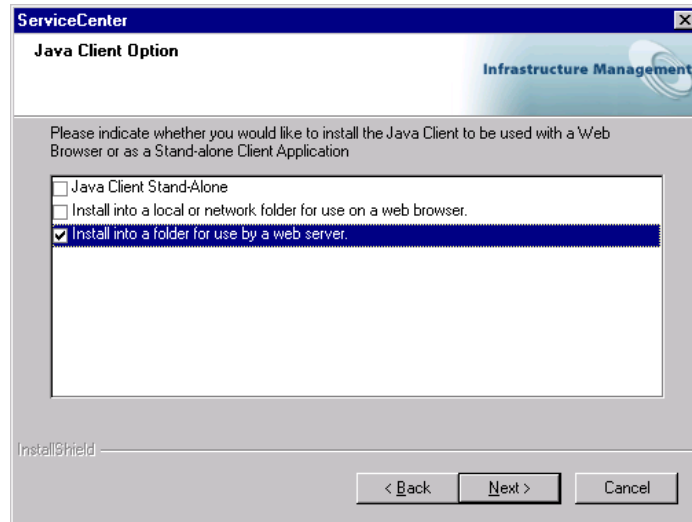 ServiceCenter
Java Client Option
Infrastructure Management
Please indicate whether you would like to install the Java Client to be used with a Web
Browser or as a Stand-alone Client Application
Java Client Stand-Alone
Install into a local or network folder for use on a web browser.
Install into a folder for use by a web server.
InstallShield
< Back
Next >
Cancel